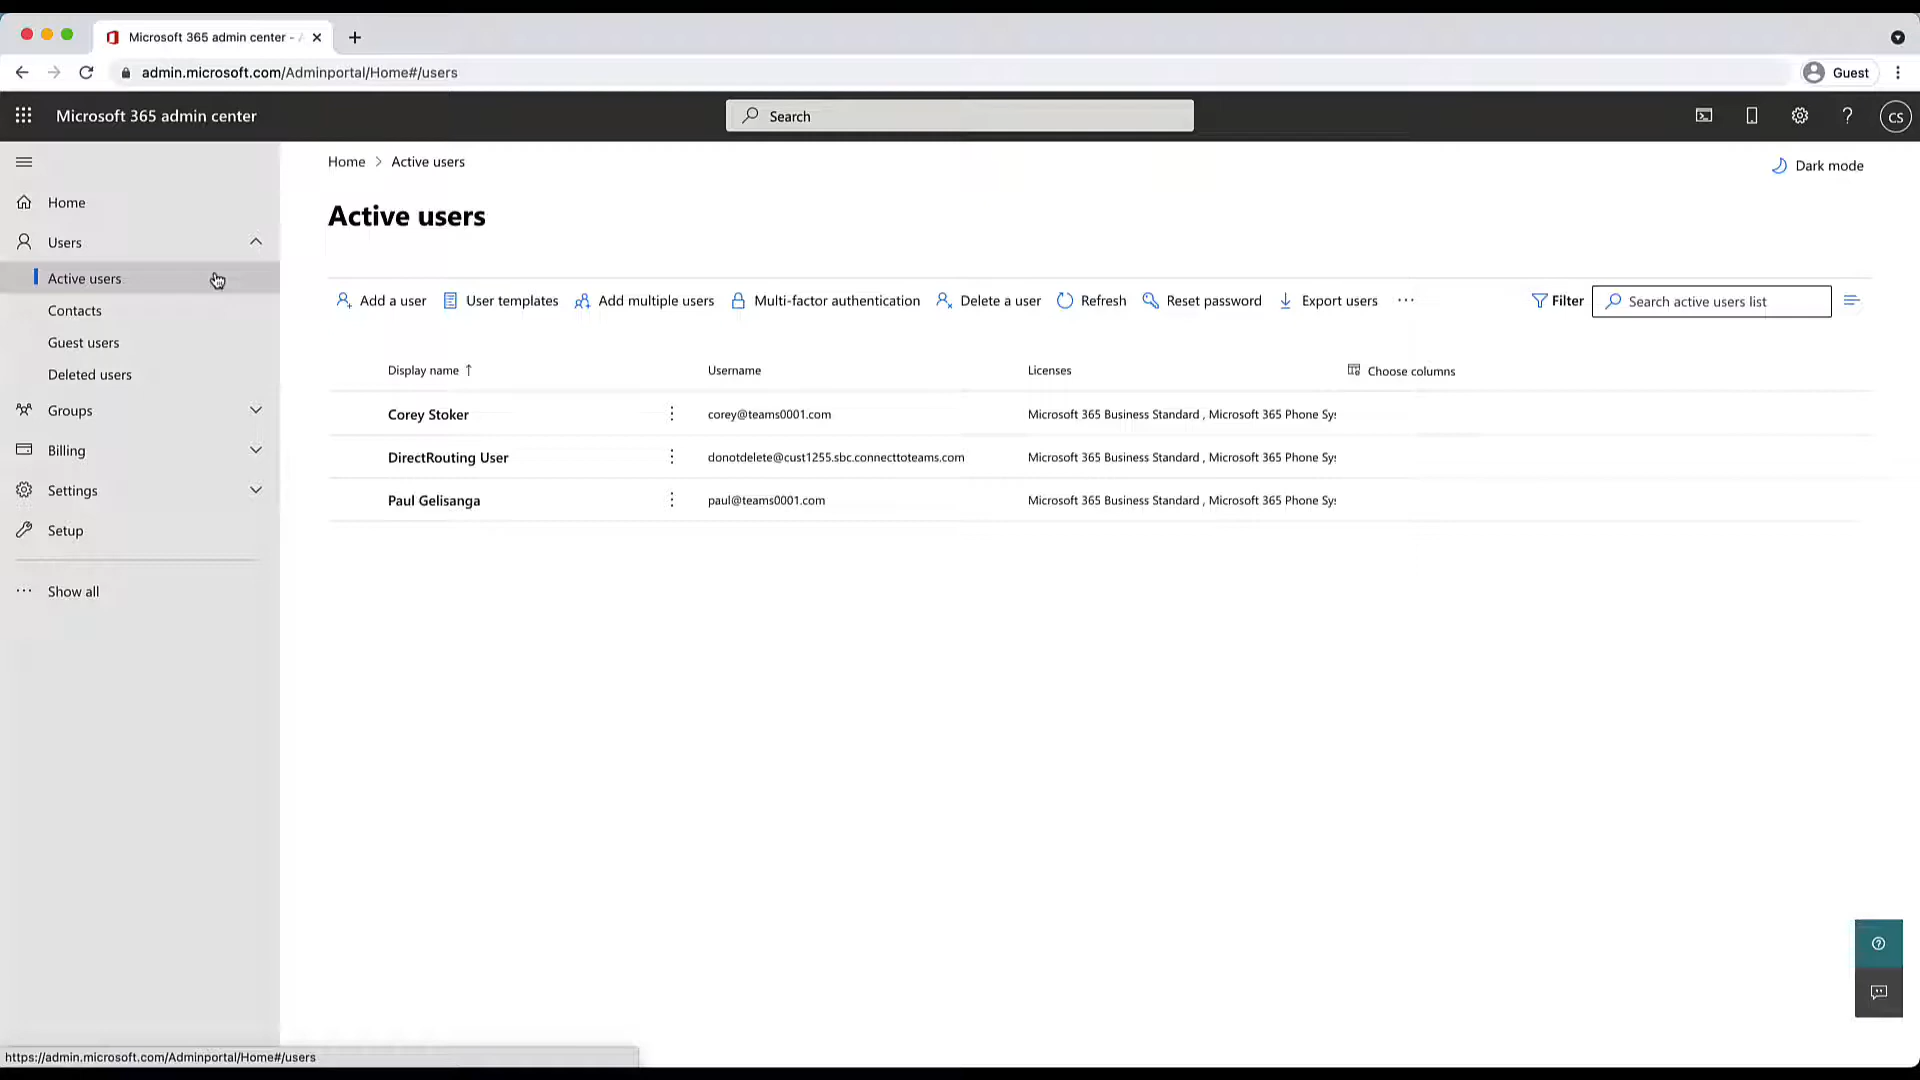 Microsoft 365 admin center -
admin.microsoft.com/Adminportal/Home#/users
Guest
Microsoft 365 admin center
Search
CS
Home
Users
Active users
Contacts
Guest users
Deleted users
Groups
Billing
Settings
Setup
Show all
Home > Active users
Dark mode
Active users
Add a user User templates Add multiple users Multi-factor authentication Delete a user Refresh Reset password Export users Filter Search active users list
Display name ↑ Username Licenses Choose columns
Corey Stoker corey@teams0001.com Microsoft 365 Business Standard , Microsoft 365 Phone Sy
DirectRouting User donotdelete@cust1255.sbc.connecttoteams.com Microsoft 365 Business Standard , Microsoft 365 Phone Sy
Paul Gelisanga paul@teams0001.com Microsoft 365 Business Standard , Microsoft 365 Phone Sy
https://admin.microsoft.com/Adminportal/Home#/users